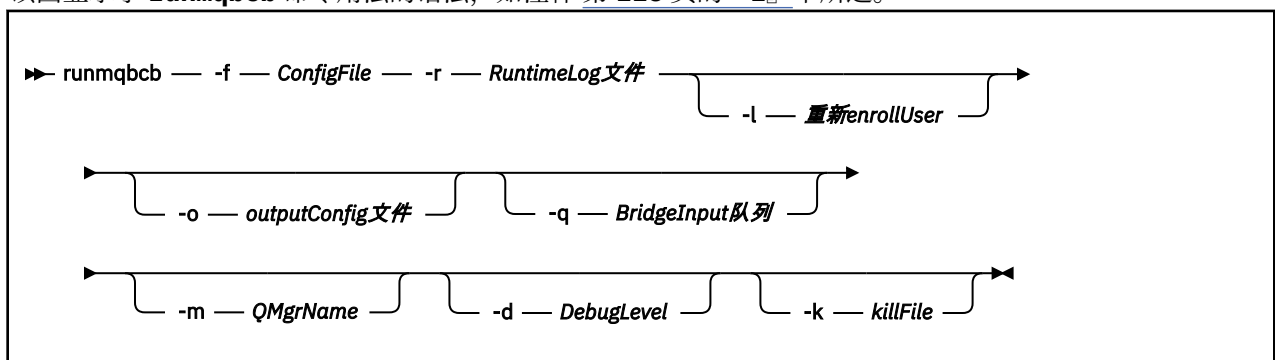 runmqbcb -f ConfigFile -r RuntimeLog文件
-l 重新enrollUser
-o outputConfig文件 -q BridgeInput队列
-m QMgrName -d DebugLevel -k killFile